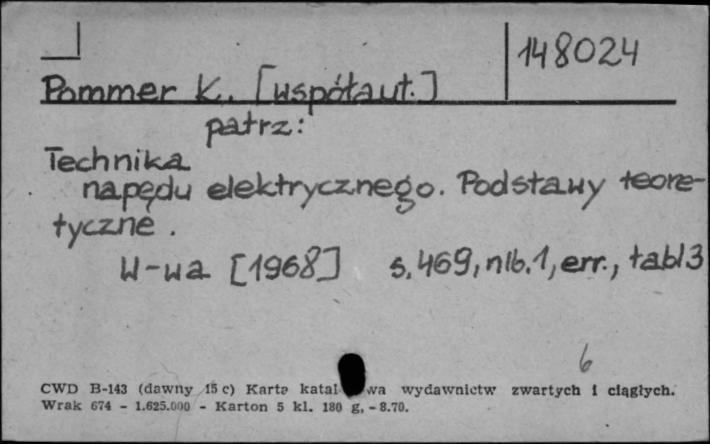 148024
Pommer K. [współaut.]
patrz:
Technika
napędu elektrycznego. Podstawy teore-
tyczne.
W-wa [1968] s. 469, nlb. 1, err., tabl 3
6
CWD B-143 (dawny 15 c) Karta katal wa wydawnictw zwartych i ciągłych.
Wrak 674 - 1.625.000 - Karton 5 kl. 180 g, - 8.70.